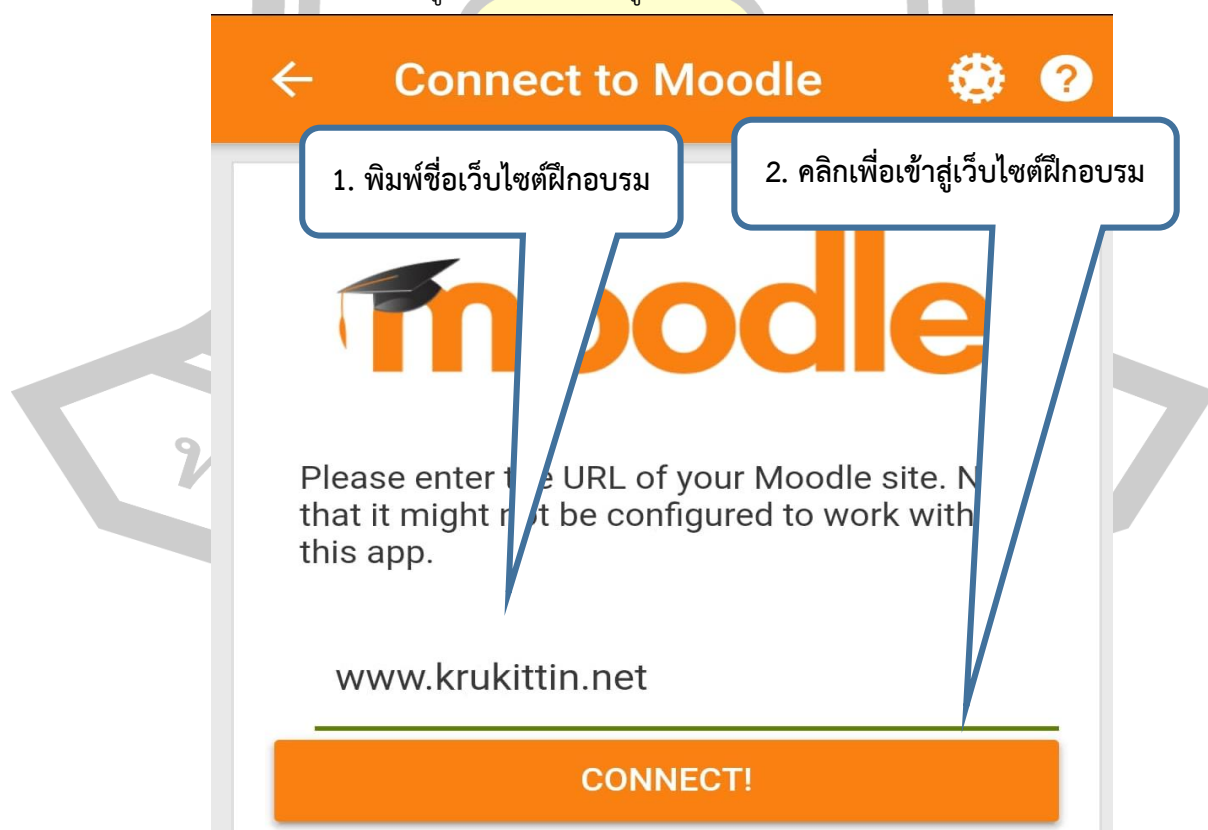 Connect to Moodle
1. พิมพ์ชื่อเว็บไซต์ฝึกอบรม
2. คลิกเพื่อเข้าสู่เว็บไซต์ฝึกอบรม
moodle
Please enter the URL of your Moodle site. N
that it might not be configured to work with
this app.
www.krukittin.net
CONNECT!